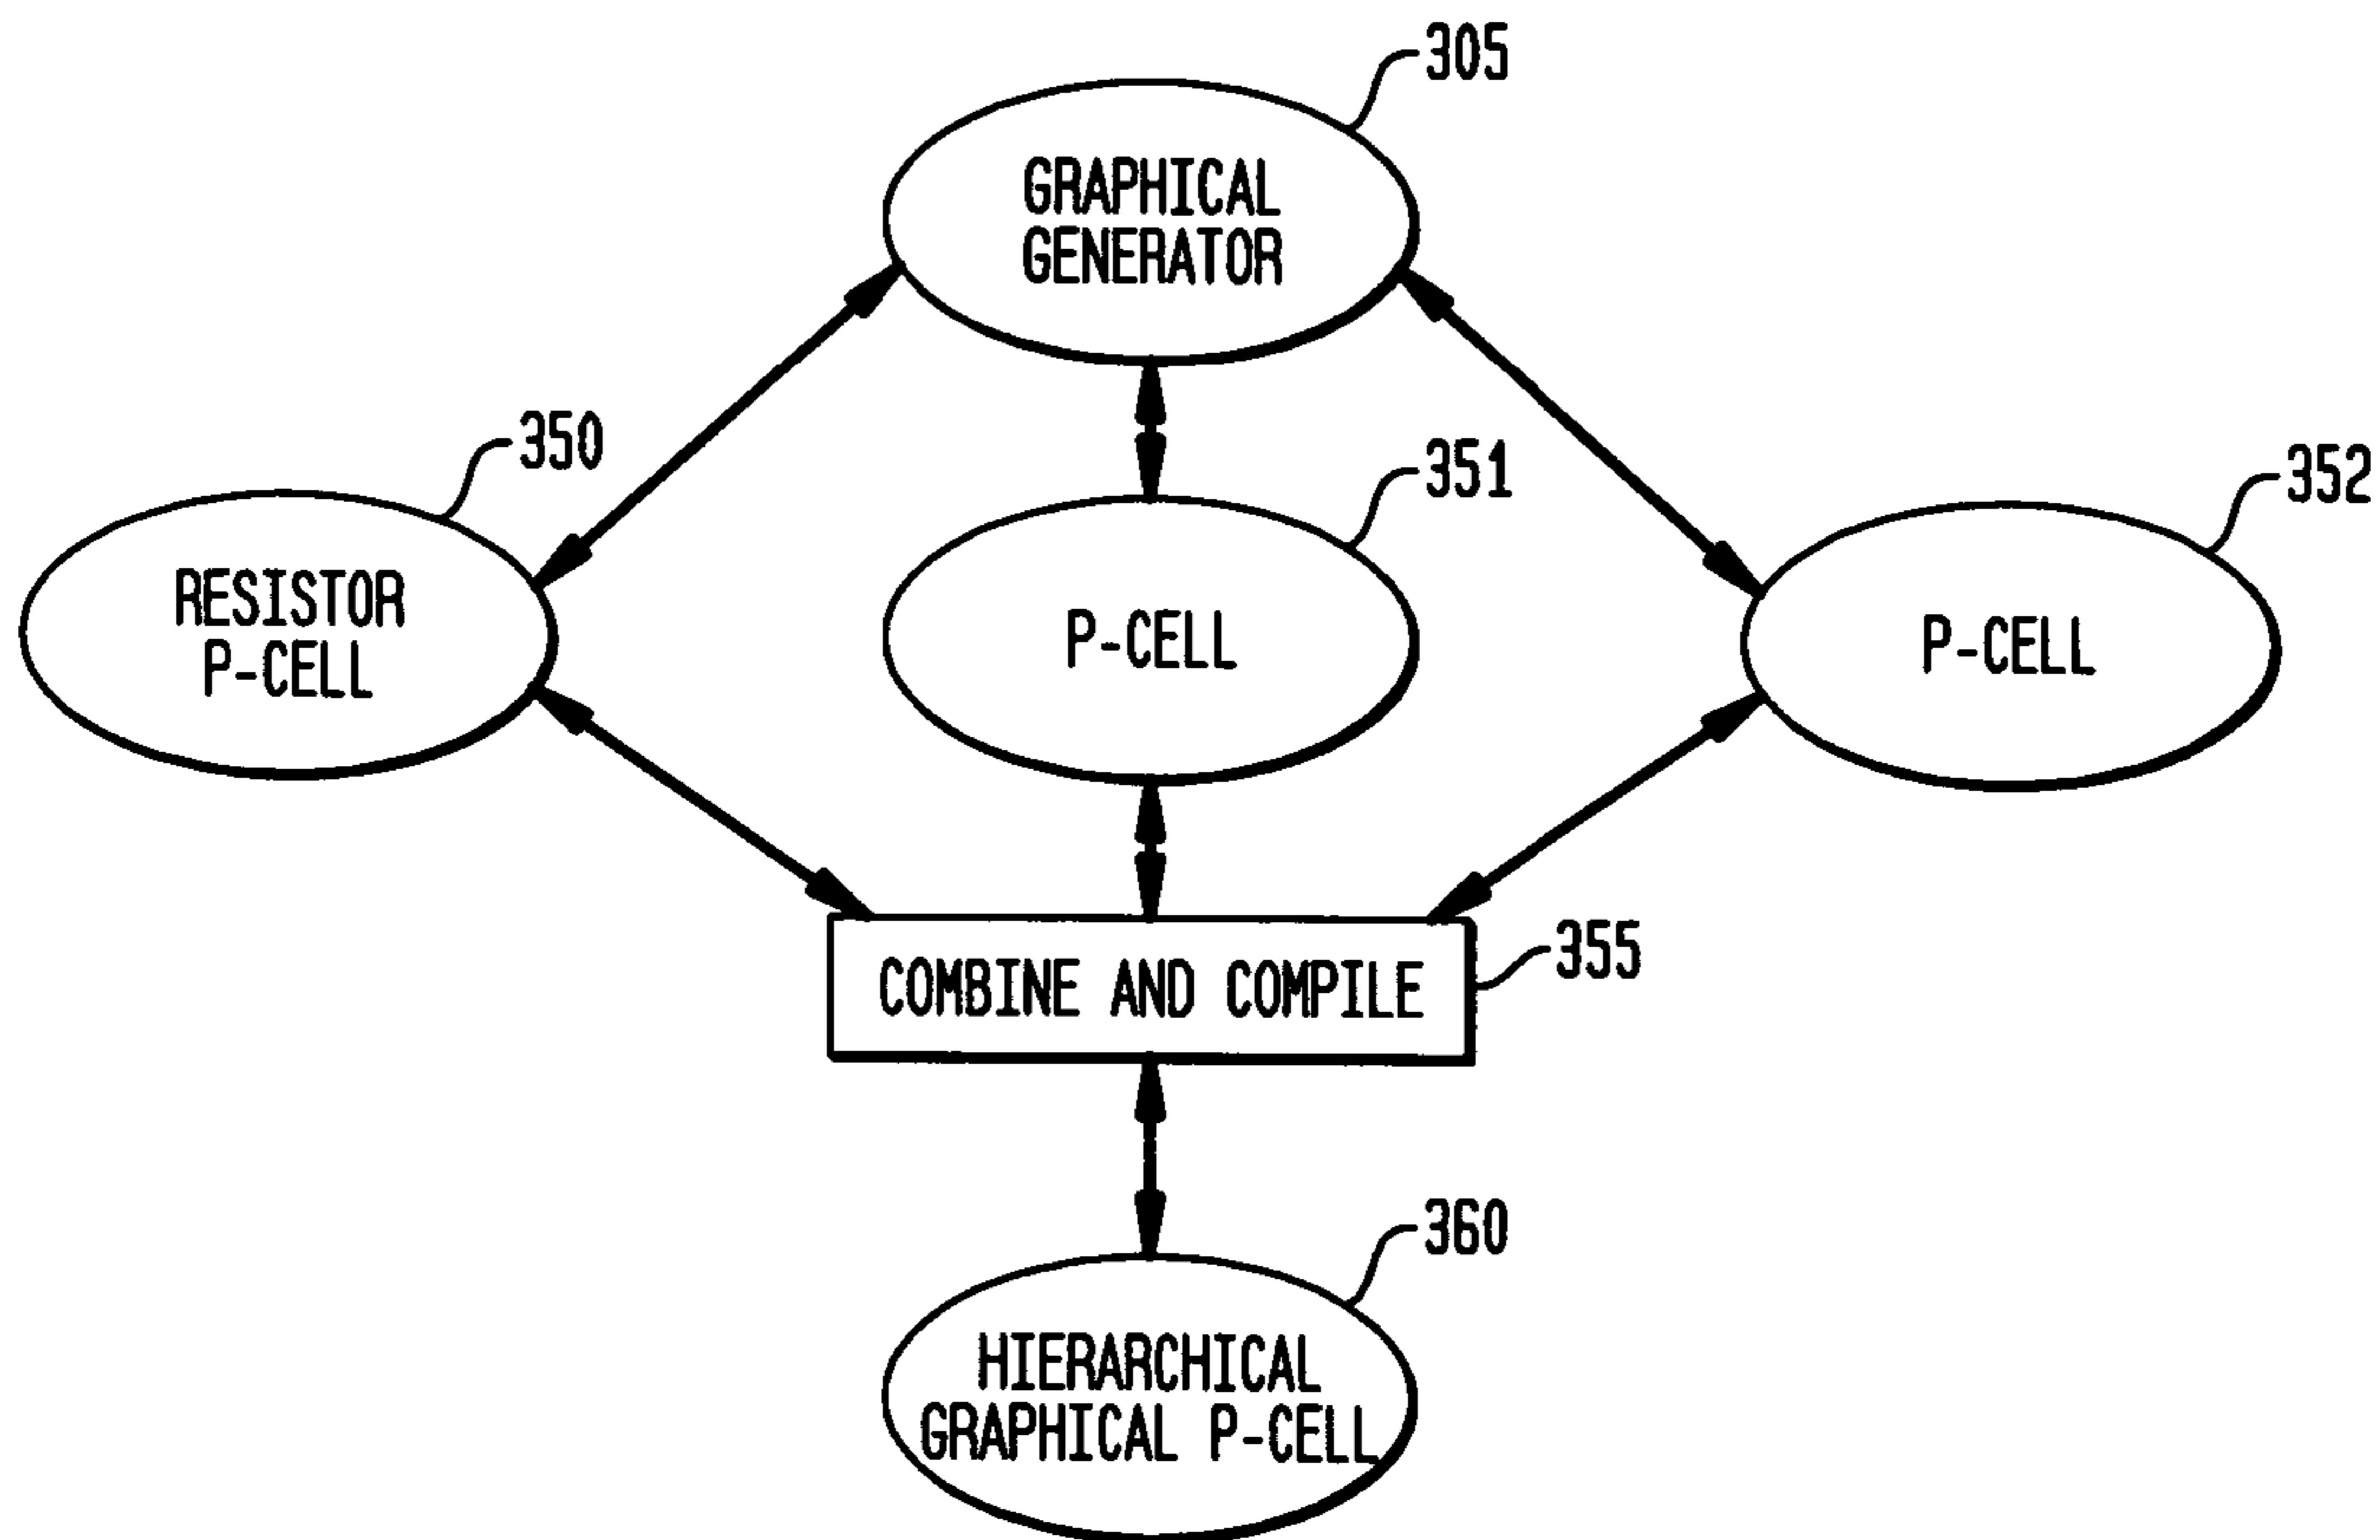 305
GRAPHICAL
GENERATOR
350
351
352
RESISTOR
P-CELL
P-CELL
P-CELL
355
COMBINE AND COMPILE
360
HIERARCHICAL
GRAPHICAL P-CELL